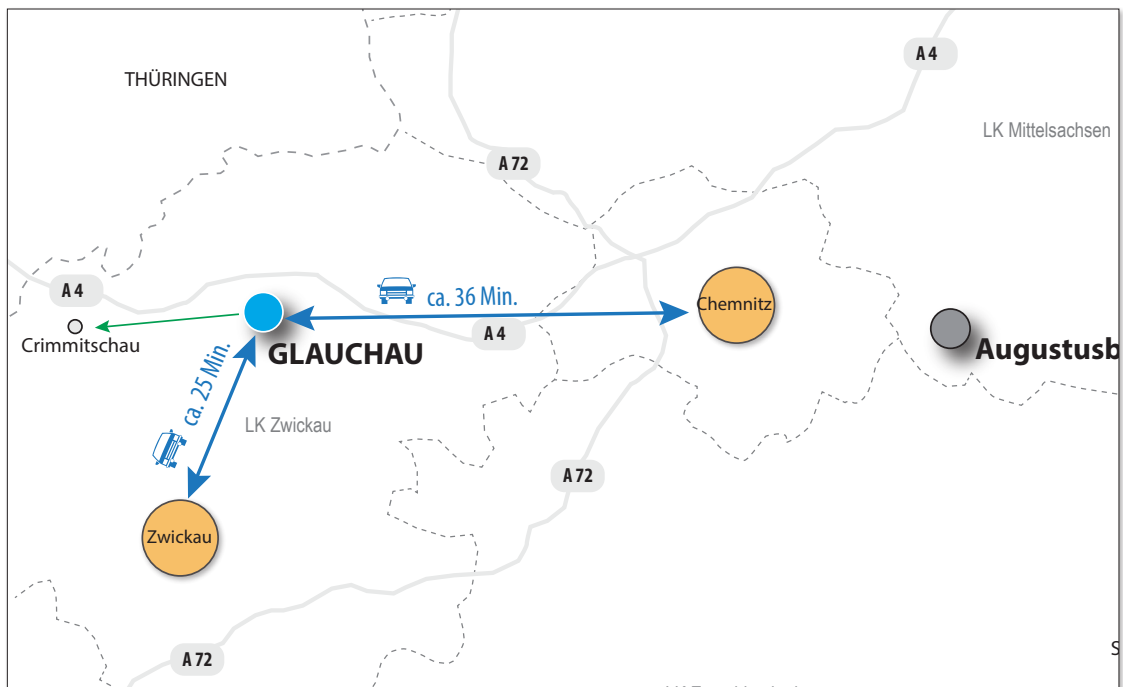 A 4
THÜRINGEN
LK Mittelsachsen
A 72
A 4
ca. 36 Min.
Chemnitz
Crimmitschau
A 4
GLAUCHAU
Augustusb
ca. 25 Min.
LK Zwickau
A 72
Zwickau
A 72